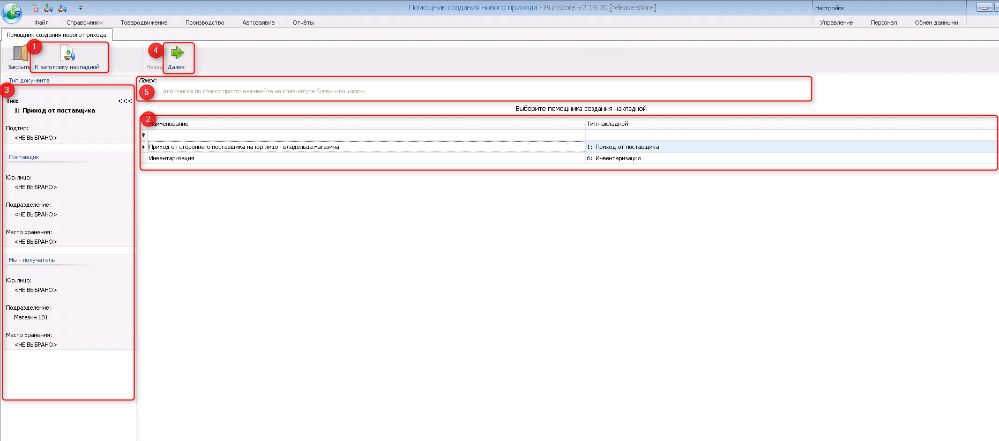 Помощник создания нового прихода - RunStore v2.18.20 [release-store]
Настройки
Файл Справочники Товародвижение Производство Автозаявка Отчёты Управление Персонал Обмен данными
Помощник создания нового прихода
1
4
Закрыть К заголовку накладной Назад Далее
Тип документа
Поиск:
3
5
для поиска по списку просто нажимайте на клавиатуре буквы или цифры
Тип: <<<
1: Приход от поставщика
Выберите помощника создания накладной
2
Наименование Тип накладной
Приход от стороннего поставщика на юр.лицо - владельца магазина 1: Приход от поставщика
Инвентаризация 6: Инвентаризация
Подтип:
<НЕ ВЫБРАНО>
Поставщик
Юр.лицо:
<НЕ ВЫБРАНО>
Подразделение:
<НЕ ВЫБРАНО>
Место хранения:
<НЕ ВЫБРАНО>
Мы - получатель
Юр.лицо:
<НЕ ВЫБРАНО>
Подразделение:
Магазин 101
Место хранения:
<НЕ ВЫБРАНО>